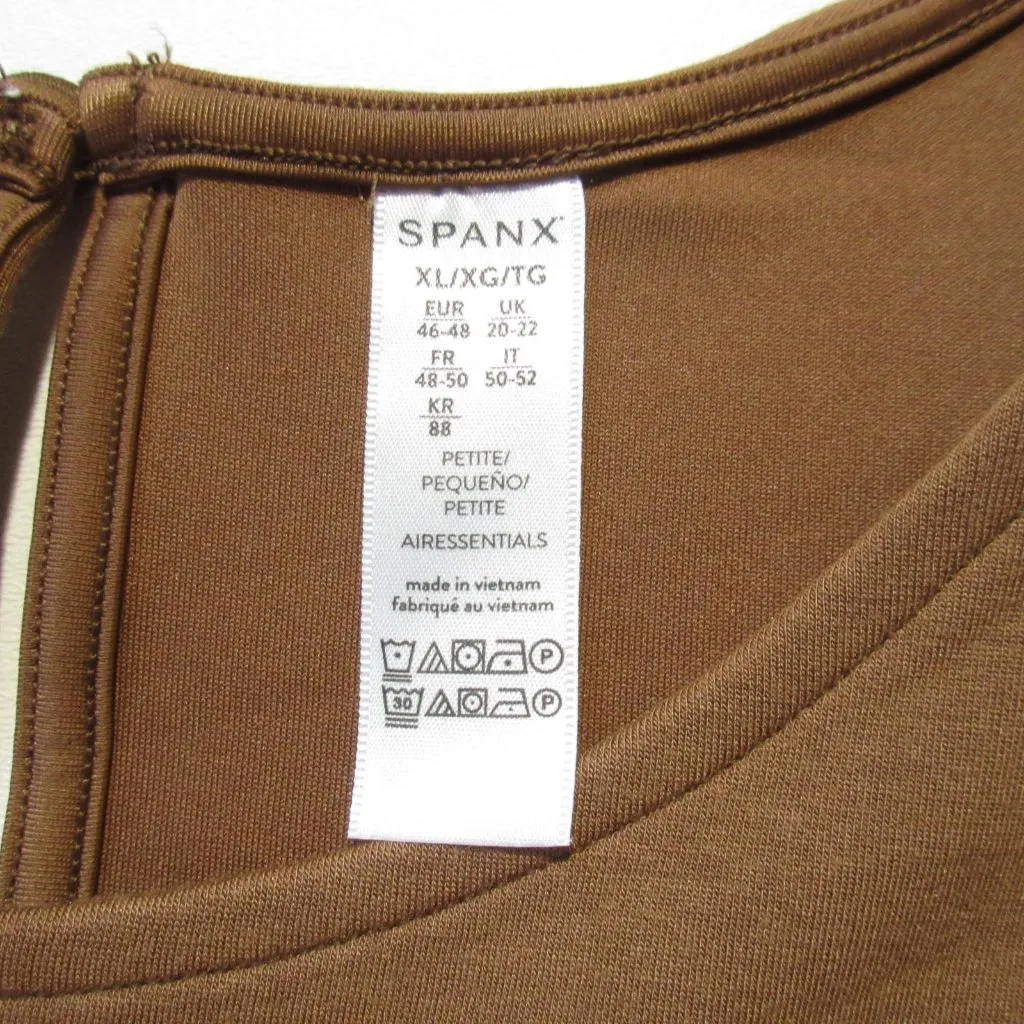 SPANX
XL/XG/TG
EUR UK
46-48 20-22
FR IT
48-50 50-52
KR
88
PETITE/
PEQUEÑO/
PETITE
AIRESSENTIALS
made in vietnam
fabriqué au vietnam
P
30 P